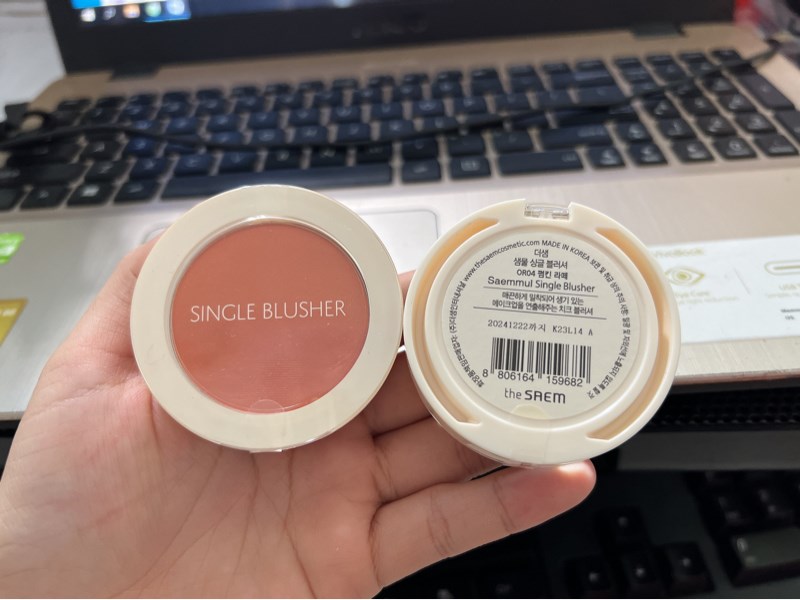 SINGLE BLUSHER
www.thesaemcosmetic.com MADE IN KOREA
더샘
샘물 싱글 블러셔
OR04 펌킨 라떼
Saemmul Single Blusher
매끈하게 밀착되어 생기 있는
메이크업을 연출해주는 치크 블러셔
20241222까지 K23L14 A
8 806164 159682
the SAEM